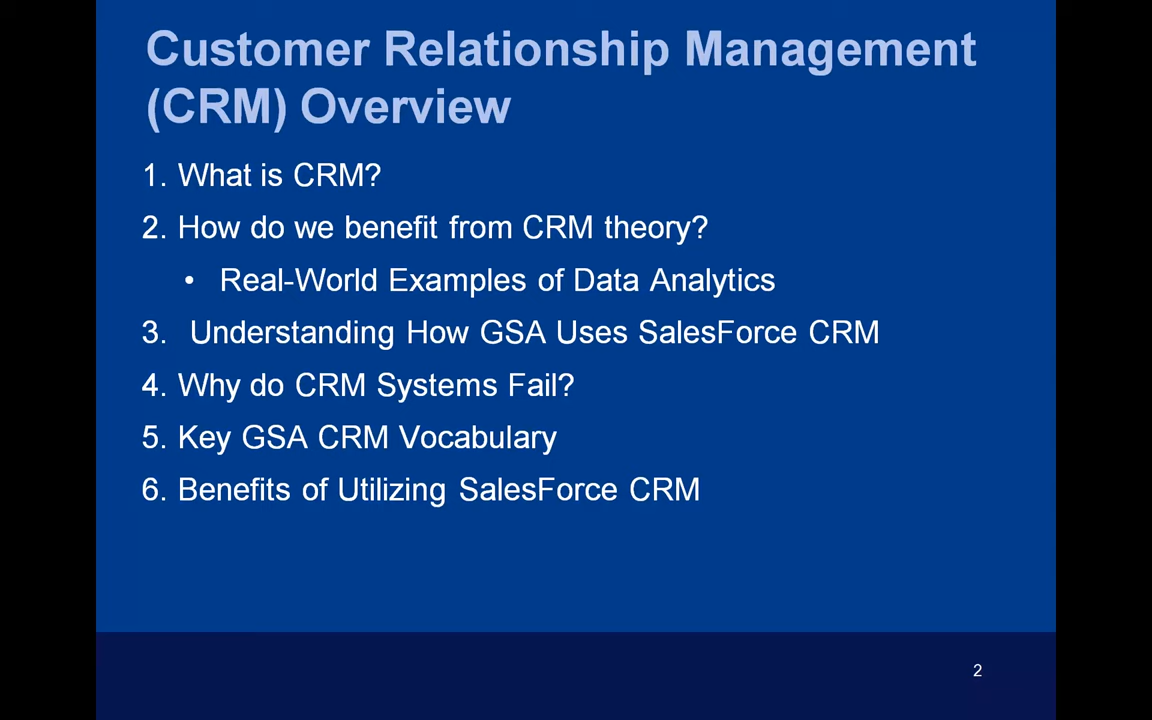 Customer Relationship Management
(CRM) Overview
1. What is CRM?
2. How do we benefit from CRM theory?
• Real-World Examples of Data Analytics
3. Understanding How GSA Uses SalesForce CRM
4. Why do CRM Systems Fail?
5. Key GSA CRM Vocabulary
6. Benefits of Utilizing SalesForce CRM
2